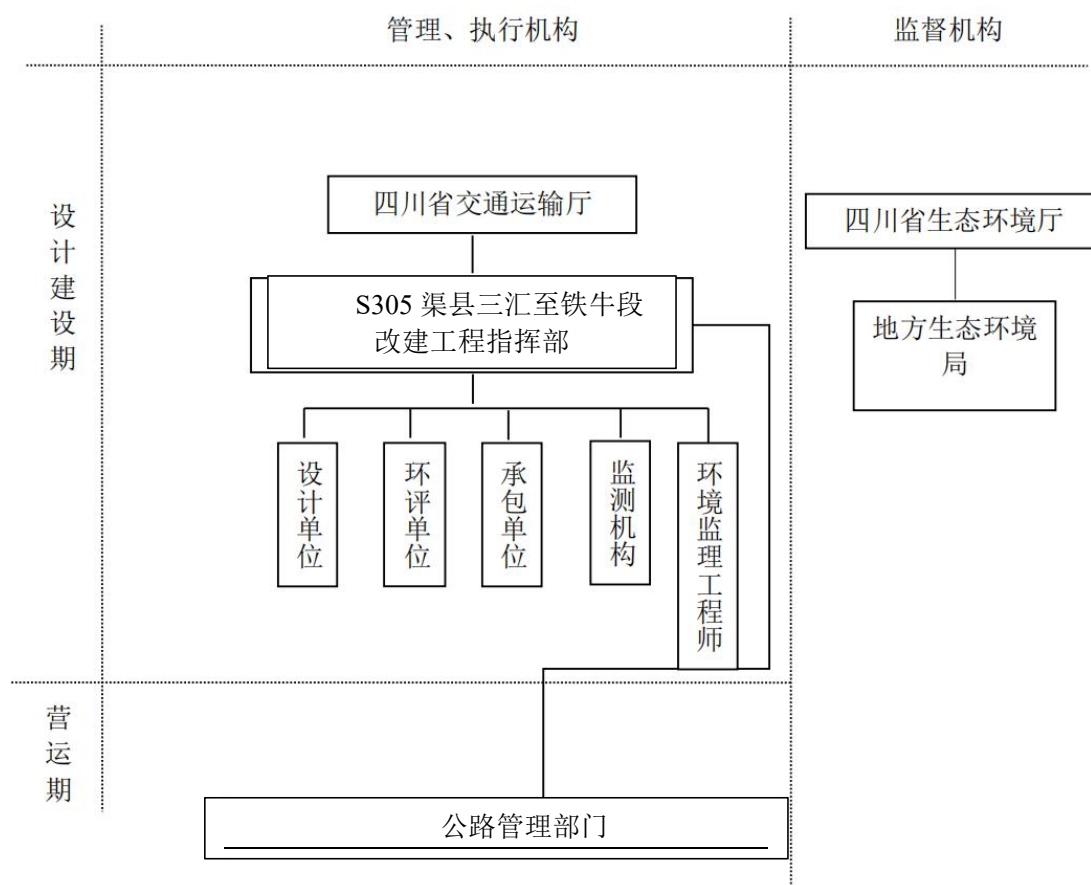 管理、执行机构
监督机构
设计建设期
四川省交通运输厅
四川省生态环境厅
S305 渠县三汇至铁牛段
改建工程指挥部
地方生态环境
局
设计单位
环评单位
承包单位
监测机构
环境监理工程师
营运期
公路管理部门